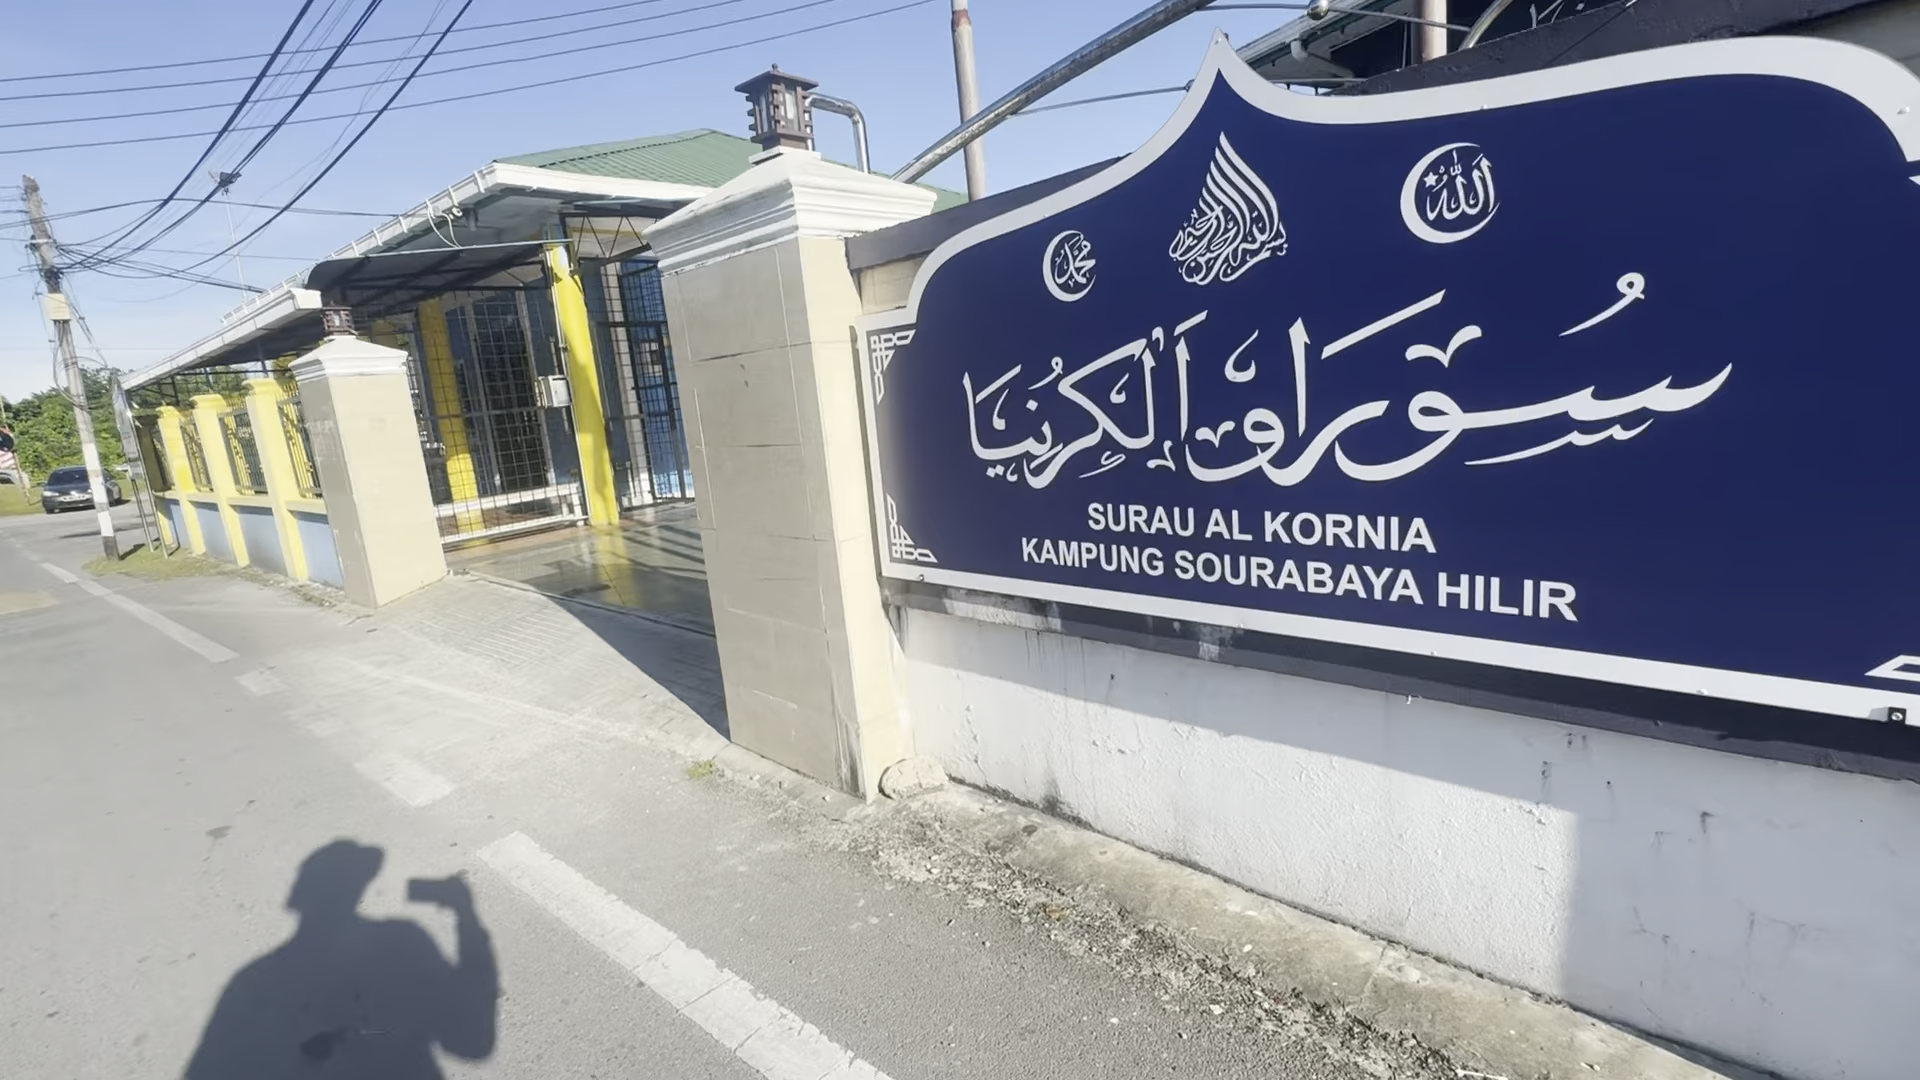 محمد
بسم الله الرحمن الرحيم
الله
سوراو الكرنيا
SURAU AL KORNIA
KAMPUNG SOURABAYA HILIR